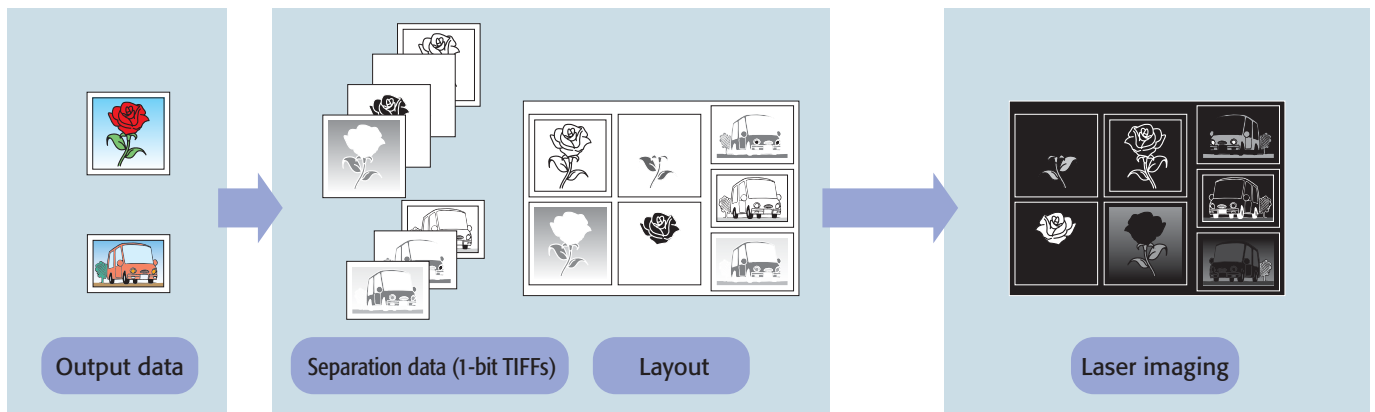 Output data
Separation data (1-bit TIFFs)
Layout
Laser imaging